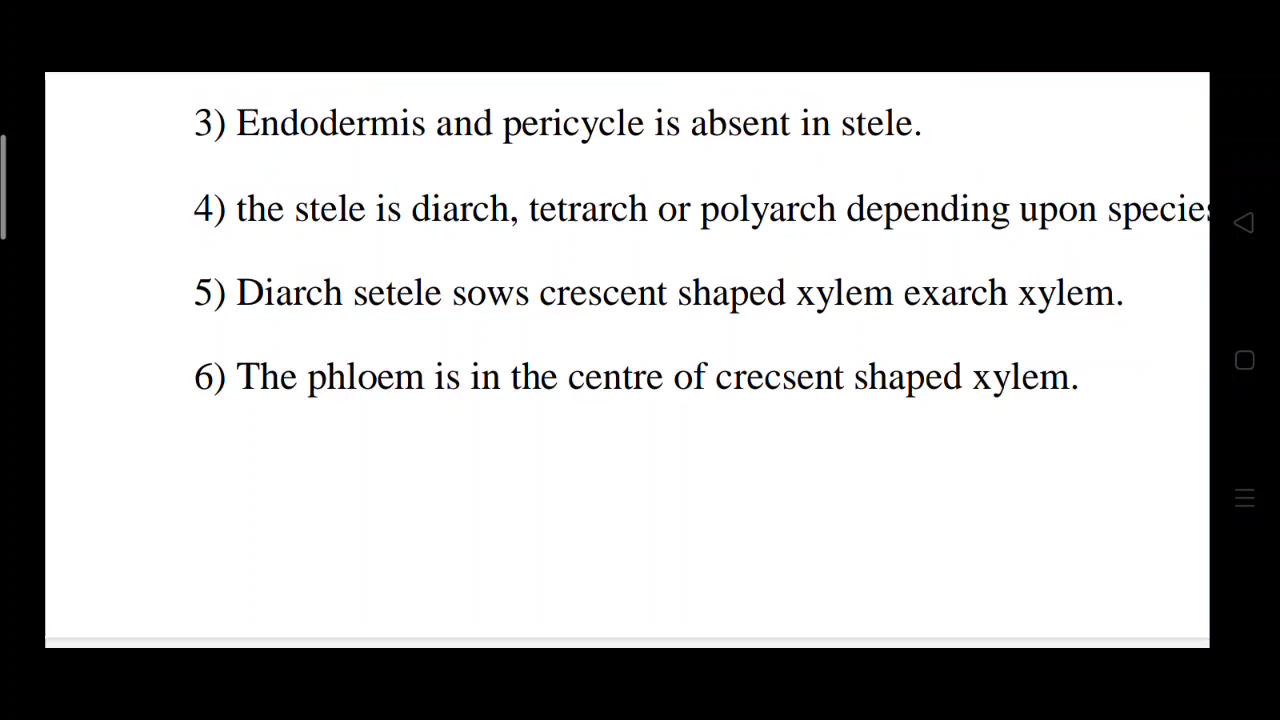 3) Endodermis and pericycle is absent in stele.
4) the stele is diarch, tetrarch or polyarch depending upon species
5) Diarch setele sows crescent shaped xylem exarch xylem.
6) The phloem is in the centre of crecsent shaped xylem.